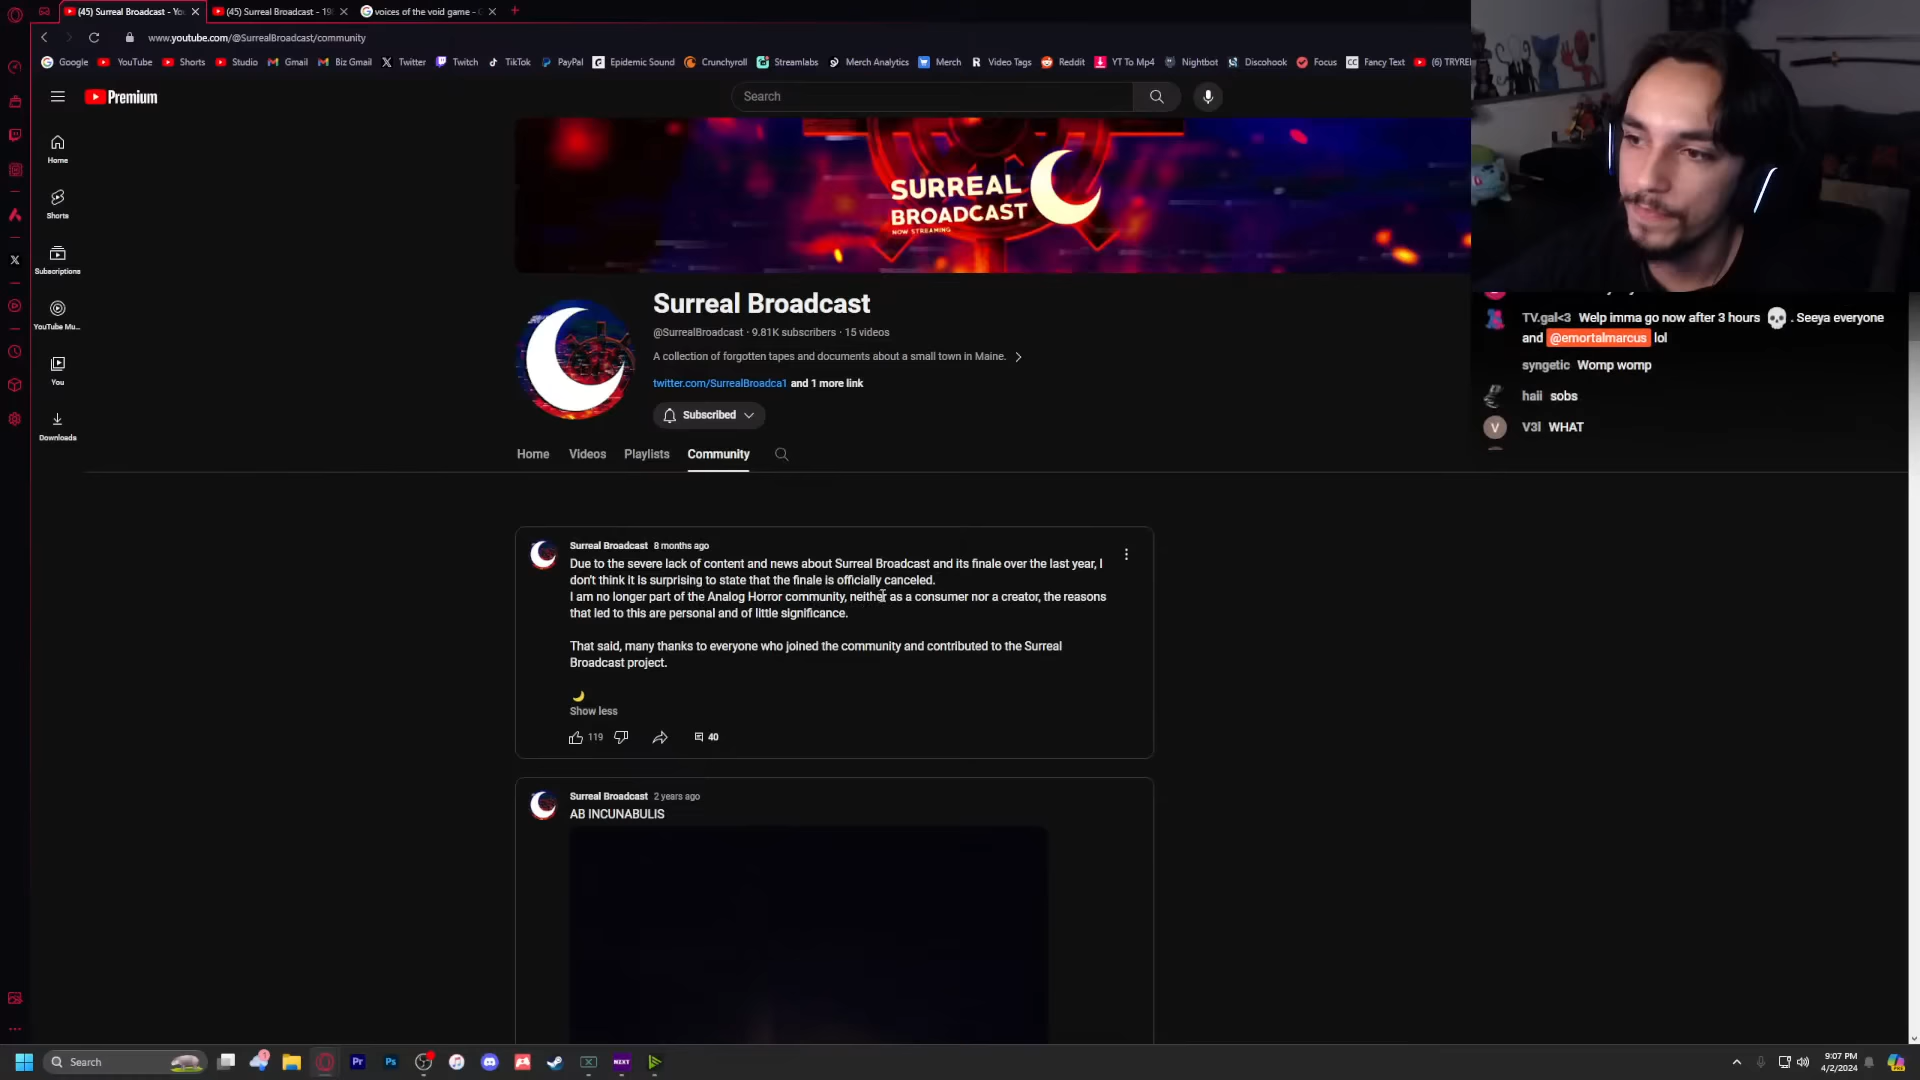 (45) Surreal Broadcast - Yo
(45) Surreal Broadcast - 19
voices of the void game - G
www.youtube.com/@SurrealBroadcast/community
Google YouTube Shorts Studio Gmail Biz Gmail Twitter Twitch TikTok PayPal Epidemic Sound Crunchyroll Streamlabs Merch Analytics Merch Video Tags Reddit YT To Mp4 Nightbot Discohook Focus Fancy Text (6) TRYRE
Premium
Search
Home
Shorts
Subscriptions
YouTube Mu...
You
Downloads
SURREAL
BROADCAST
NOW STREAMING
Surreal Broadcast
@SurrealBroadcast · 9.81K subscribers · 15 videos
A collection of forgotten tapes and documents about a small town in Maine.
twitter.com/SurrealBroadca1 and 1 more link
Subscribed
Home Videos Playlists Community
TV.gal<3 Welp imma go now after 3 hours 💀 . Seeya everyone
and @emortalmarcus lol
syngetic Womp womp
haii sobs
V V3l WHAT
Surreal Broadcast 8 months ago
Due to the severe lack of content and news about Surreal Broadcast and its finale over the last year, I
don't think it is surprising to state that the finale is officially canceled.
I am no longer part of the Analog Horror community, neither as a consumer nor a creator, the reasons
that led to this are personal and of little significance.
That said, many thanks to everyone who joined the community and contributed to the Surreal
Broadcast project.
🌙
Show less
119 40
Surreal Broadcast 2 years ago
AB INCUNABULIS
Search
Pr Ps NZXT
9:07 PM
4/2/2024